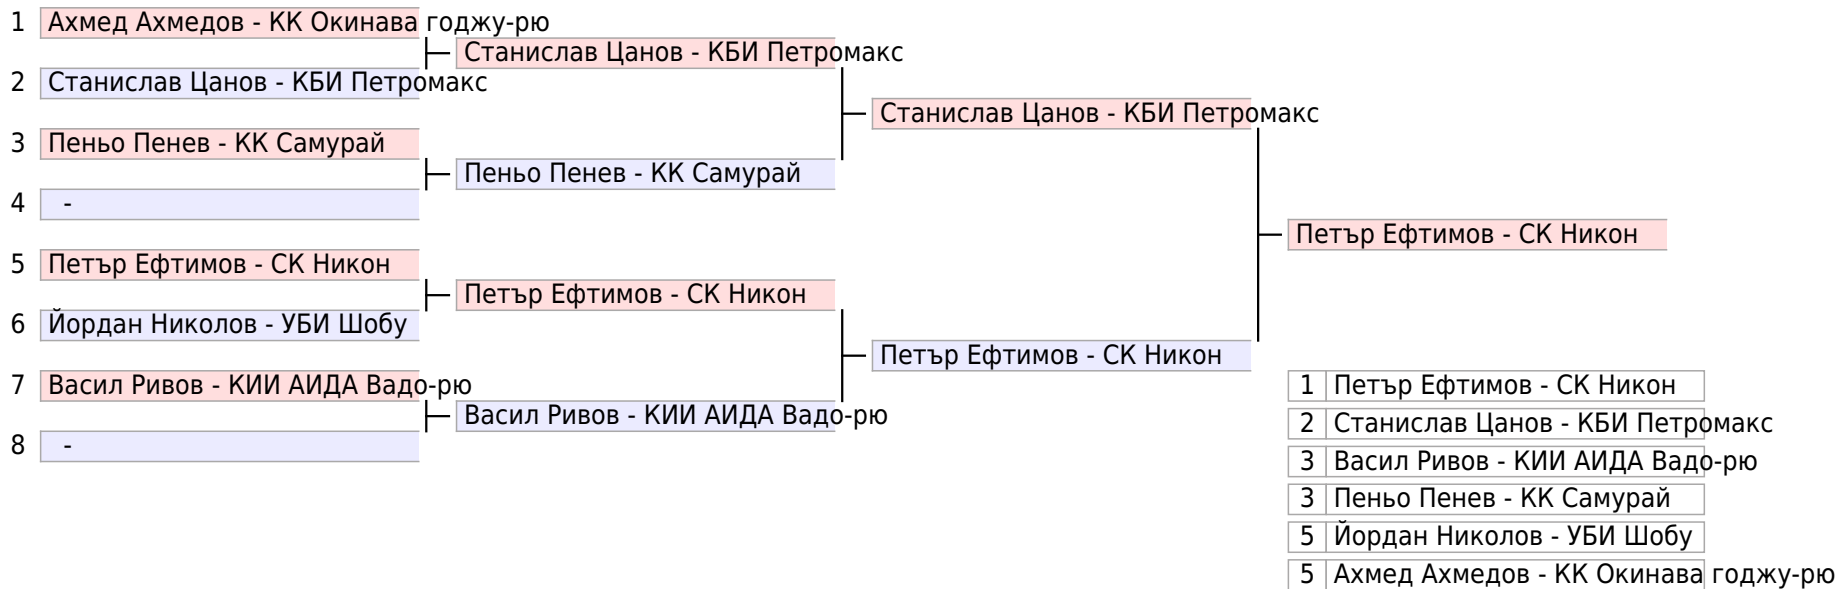 1 Ахмед Ахмедов - КК Окинава годжу-рю
Станислав Цанов - КБИ Петромакс
2 Станислав Цанов - КБИ Петромакс
Станислав Цанов - КБИ Петромакс
3 Пеньо Пенев - КК Самурай
Пеньо Пенев - КК Самурай
4 -
Петър Ефтимов - СК Никон
5 Петър Ефтимов - СК Никон
Петър Ефтимов - СК Никон
6 Йордан Николов - УБИ Шобу
Петър Ефтимов - СК Никон
7 Васил Ривов - КИИ АИДА Вадо-рю
Васил Ривов - КИИ АИДА Вадо-рю
8 -
1 Петър Ефтимов - СК Никон
2 Станислав Цанов - КБИ Петромакс
3 Васил Ривов - КИИ АИДА Вадо-рю
3 Пеньо Пенев - КК Самурай
5 Йордан Николов - УБИ Шобу
5 Ахмед Ахмедов - КК Окинава годжу-рю